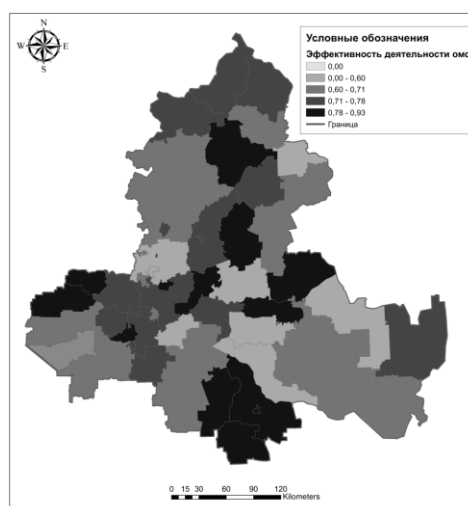 N
W E
S
Условные обозначения
Эффективность деятельности омс
0,00
0,00 - 0,60
0,60 - 0,71
0,71 - 0,78
0,78 - 0,93
Граница
0 15 30 60 90 120
Kilometers